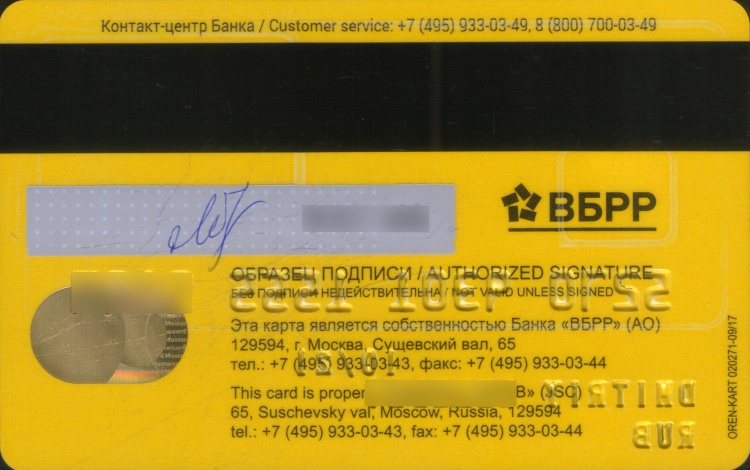 Контакт-центр Банка / Customer service: +7 (495) 933-03-49, 8 (800) 700-03-49
ВБРР
ОБРАЗЕЦ ПОДПИСИ / AUTHORIZED SIGNATURE
БЕЗ ПОДПИСИ НЕДЕЙСТВИТЕЛЬНА / NOT VALID UNLESS SIGNED
Эта карта является собственностью Банка «ВБРР» (АО)
129594, г. Москва, Сущевский вал, 65
тел.: +7 (495) 933-03-43, факс: +7 (495) 933-03-44
This card is proper B» (JSC)
65, Suschevsky val, Moscow, Russia, 129594
tel.: +7 (495) 933-03-43, fax: +7 (495) 933-03-44
DMITRIY
RUB
OREN-KART 020271-09/17